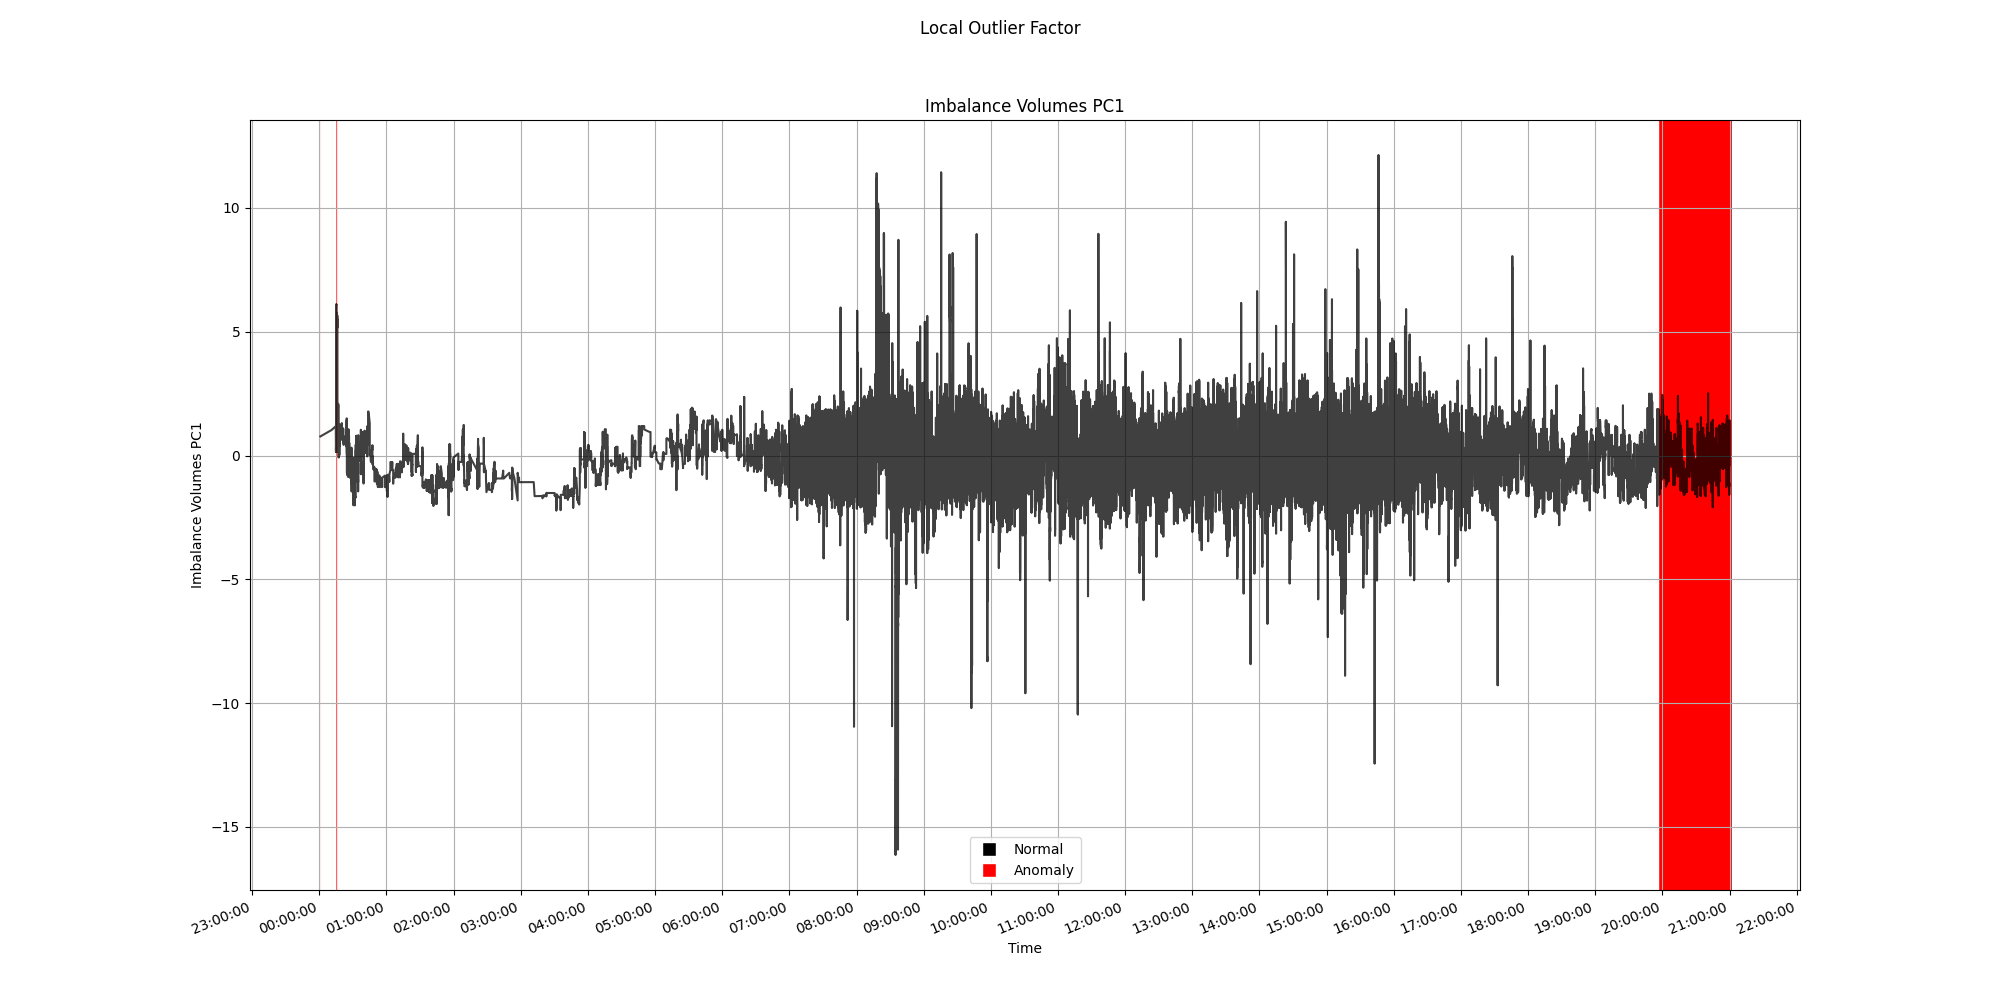 Local Outlier Factor
Imbalance Volumes PC1
Imbalance Volumes PC1
10
5
0
−5
−10
−15
Normal
Anomaly
23:00:00 00:00:00 01:00:00 02:00:00 03:00:00 04:00:00 05:00:00 06:00:00 07:00:00 08:00:00 09:00:00 10:00:00 11:00:00 12:00:00 13:00:00 14:00:00 15:00:00 16:00:00 17:00:00 18:00:00 19:00:00 20:00:00 21:00:00 22:00:00
Time